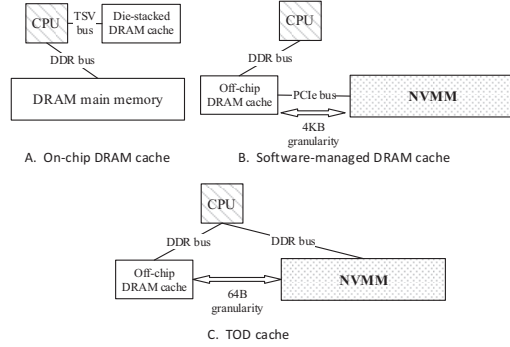 CPU
TSV
bus
Die-stacked
DRAM cache
DDR bus
DRAM main memory
A. On-chip DRAM cache
CPU
DDR bus
Off-chip
DRAM cache
PCIe bus
NVMM
4KB
granularity
B. Software-managed DRAM cache
CPU
DDR bus
DDR bus
Off-chip
DRAM cache
NVMM
64B
granularity
C. TOD cache